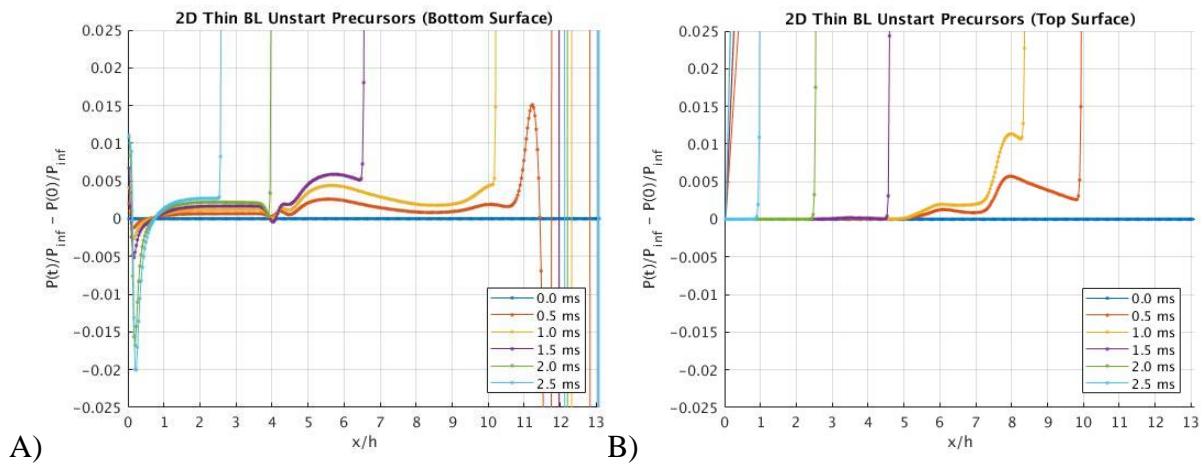 2D Thin BL Unstart Precursors (Bottom Surface)
0.025
0.02
0.015
0.01
0.005
0
-0.005
-0.01
-0.015
-0.02
-0.025
P(t)/P_inf - P(0)/P_inf
0 1 2 3 4 5 6 7 8 9 10 11 12 13
x/h
0.0 ms
0.5 ms
1.0 ms
1.5 ms
2.0 ms
2.5 ms
A)
2D Thin BL Unstart Precursors (Top Surface)
0.025
0.02
0.015
0.01
0.005
0
-0.005
-0.01
-0.015
-0.02
-0.025
P(t)/P_inf - P(0)/P_inf
0 1 2 3 4 5 6 7 8 9 10 11 12 13
x/h
0.0 ms
0.5 ms
1.0 ms
1.5 ms
2.0 ms
2.5 ms
B)